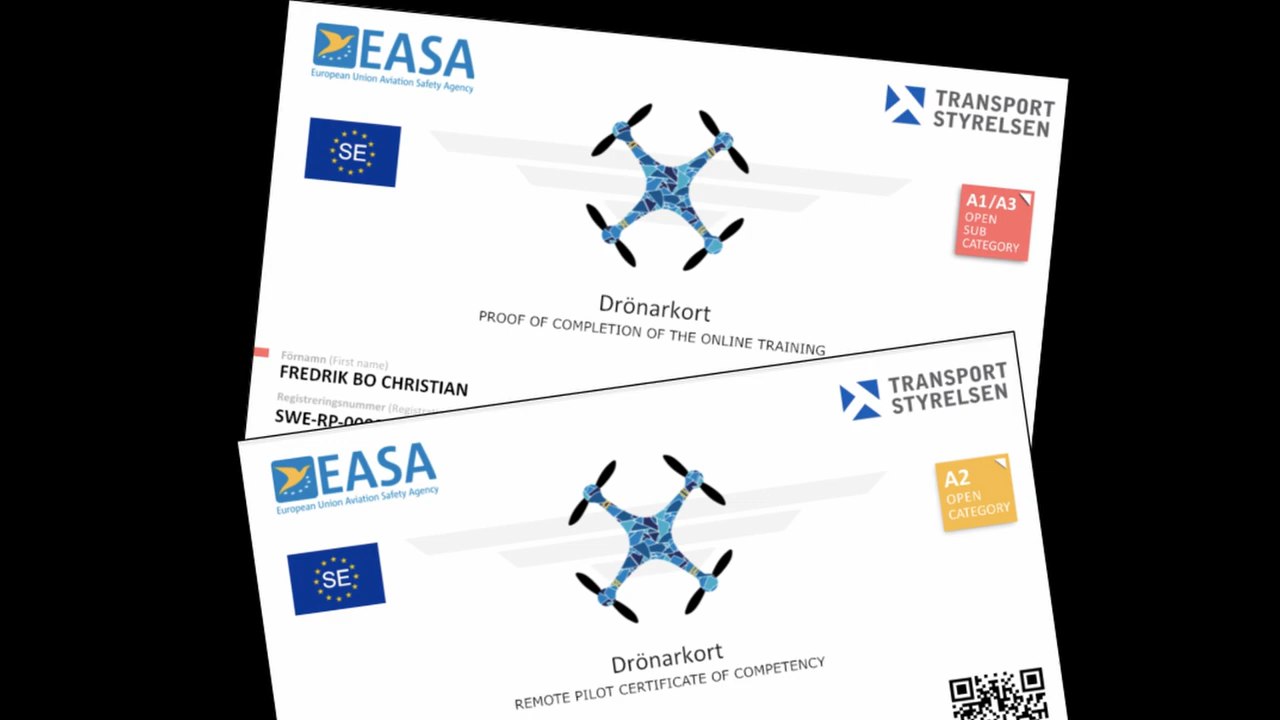 EASA
European Union Aviation Safety Agency
TRANSPORT
STYRELSEN
SE
A1/A3
OPEN
SUB
CATEGORY
Drönarkort
PROOF OF COMPLETION OF THE ONLINE TRAINING
Förnamn (First name)
FREDRIK BO CHRISTIAN
Registreringsnummer
TRANSPORT
STYRELSEN
EASA
European Union Aviation Safety Agency
A2
OPEN
CATEGORY
SE
Drönarkort
REMOTE PILOT CERTIFICATE OF COMPETENCY